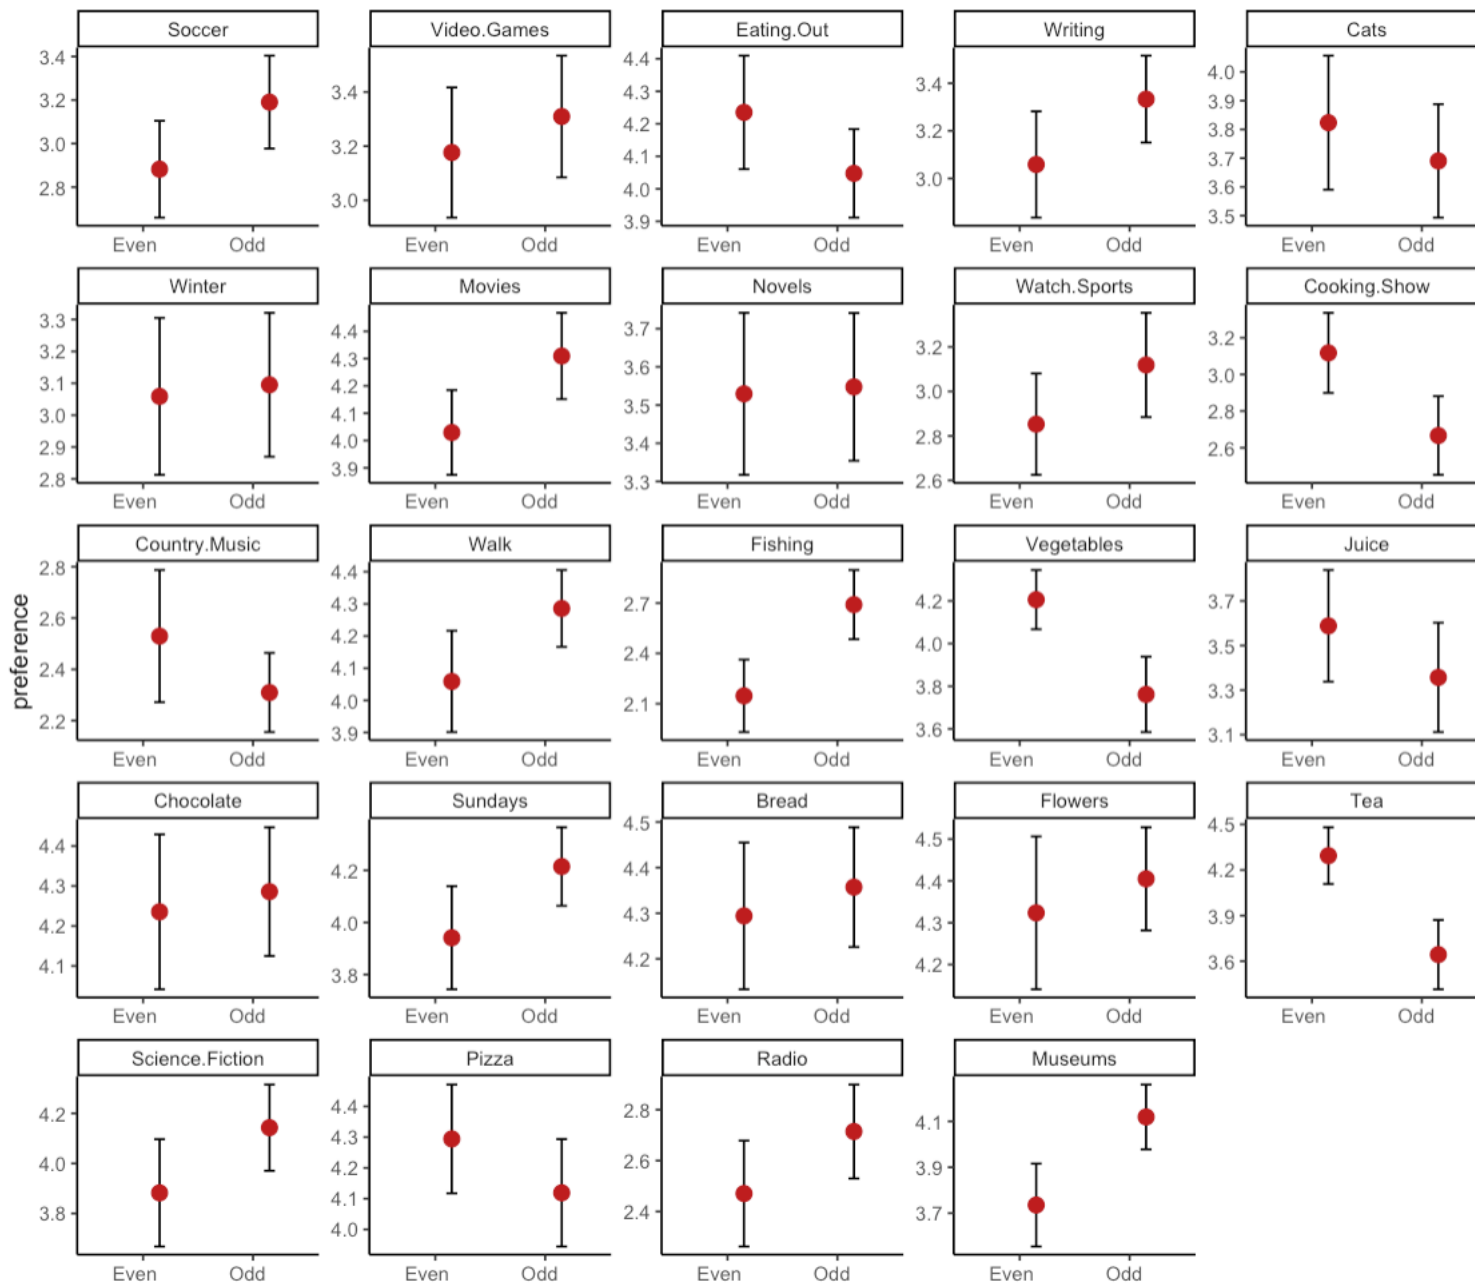 Soccer
Video.Games
Eating.Out
Writing
Cats
3.4
3.2
3.0
2.8
3.4
3.2
3.0
4.4
4.3
4.2
4.1
4.0
3.9
3.4
3.2
3.0
4.0
3.9
3.8
3.7
3.6
3.5
Even Odd
Even Odd
Even Odd
Even Odd
Even Odd
Winter
Movies
Novels
Watch.Sports
Cooking.Show
3.3
3.2
3.1
3.0
2.9
2.8
4.4
4.3
4.2
4.1
4.0
3.9
3.7
3.6
3.5
3.4
3.3
3.2
3.0
2.8
2.6
3.2
3.0
2.8
2.6
Even Odd
Even Odd
Even Odd
Even Odd
Even Odd
preference
Country.Music
Walk
Fishing
Vegetables
Juice
2.8
2.6
2.4
2.2
4.4
4.3
4.2
4.1
4.0
3.9
2.7
2.4
2.1
4.2
4.0
3.8
3.6
3.7
3.5
3.3
3.1
Even Odd
Even Odd
Even Odd
Even Odd
Even Odd
Chocolate
Sundays
Bread
Flowers
Tea
4.4
4.3
4.2
4.1
4.2
4.0
3.8
4.5
4.4
4.3
4.2
4.5
4.4
4.3
4.2
4.5
4.2
3.9
3.6
Even Odd
Even Odd
Even Odd
Even Odd
Even Odd
Science.Fiction
Pizza
Radio
Museums
4.2
4.0
3.8
4.4
4.3
4.2
4.1
4.0
2.8
2.6
2.4
4.1
3.9
3.7
Even Odd
Even Odd
Even Odd
Even Odd